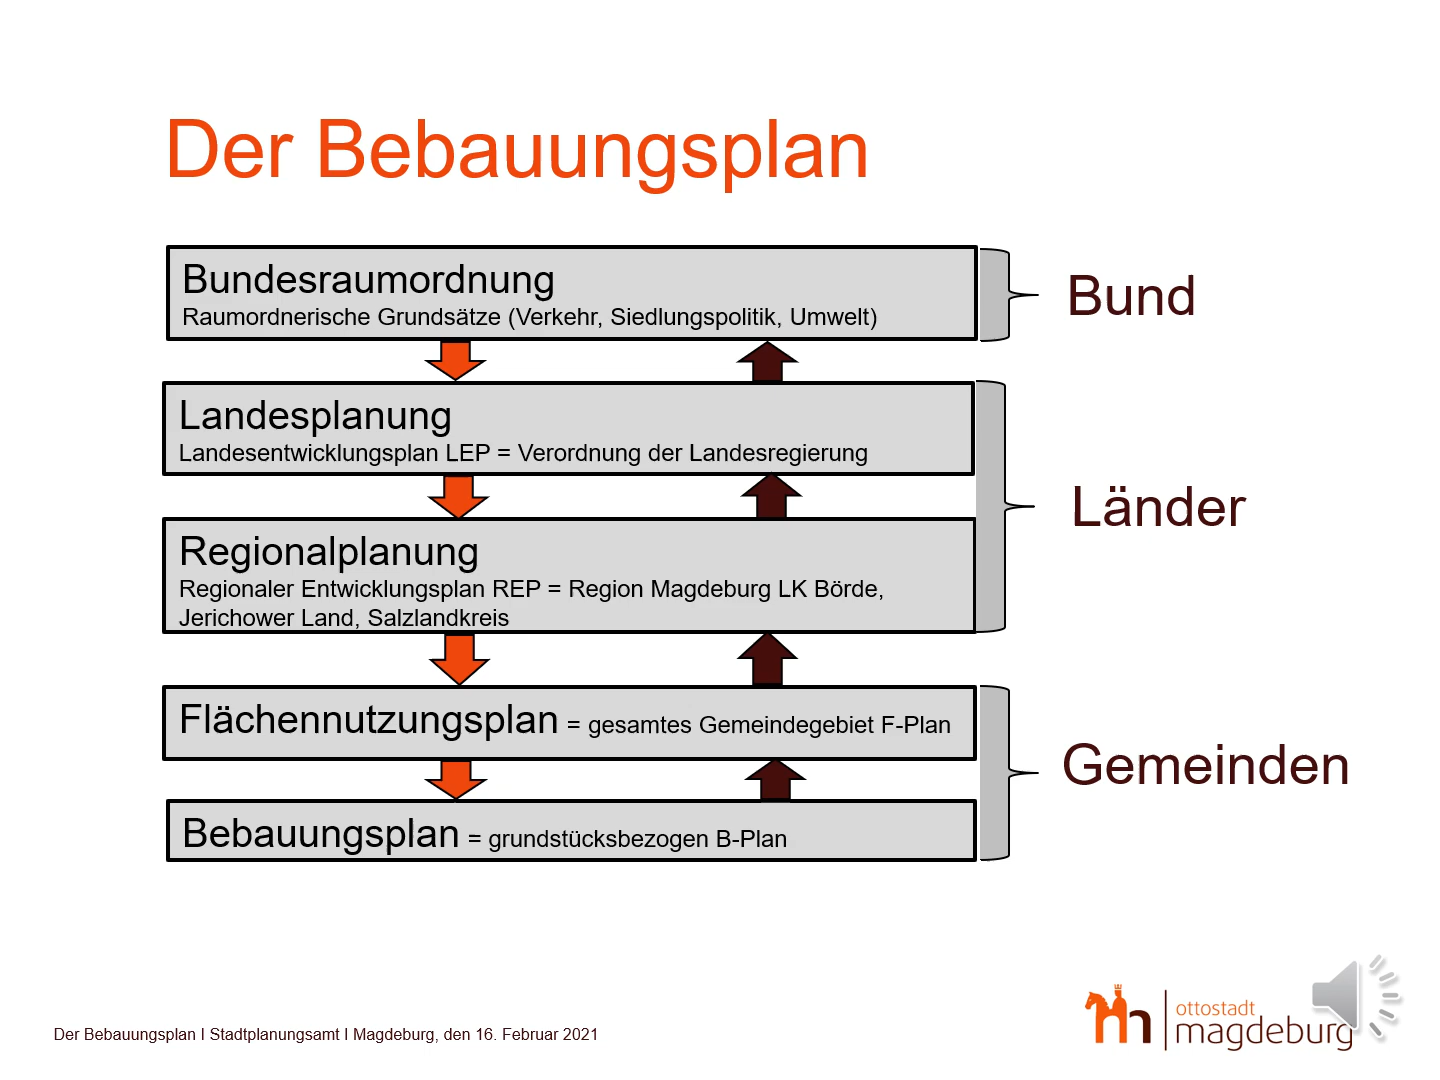 Der Bebauungsplan
Bundesraumordnung
Raumordnerische Grundsätze (Verkehr, Siedlungspolitik, Umwelt)
Bund
Landesplanung
Landesentwicklungsplan LEP = Verordnung der Landesregierung
Länder
Regionalplanung
Regionaler Entwicklungsplan REP = Region Magdeburg LK Börde,
Jerichower Land, Salzlandkreis
Flächennutzungsplan = gesamtes Gemeindegebiet F-Plan
Gemeinden
Bebauungsplan = grundstücksbezogen B-Plan
Der Bebauungsplan I Stadtplanungsamt I Magdeburg, den 16. Februar 2021
ottostadt
magdeburg